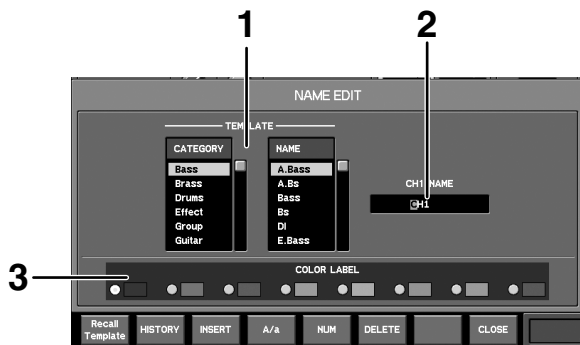 1
2
NAME EDIT
TEMPLATE
CATEGORY
NAME
Bass
Brass
Drums
Effect
Group
Guitar
A.Bass
A.Bs
Bass
Bs
DI
E.Bass
CH1 NAME
CH1
3
COLOR LABEL
Recall Template
HISTORY
INSERT
A/a
NUM
DELETE
CLOSE